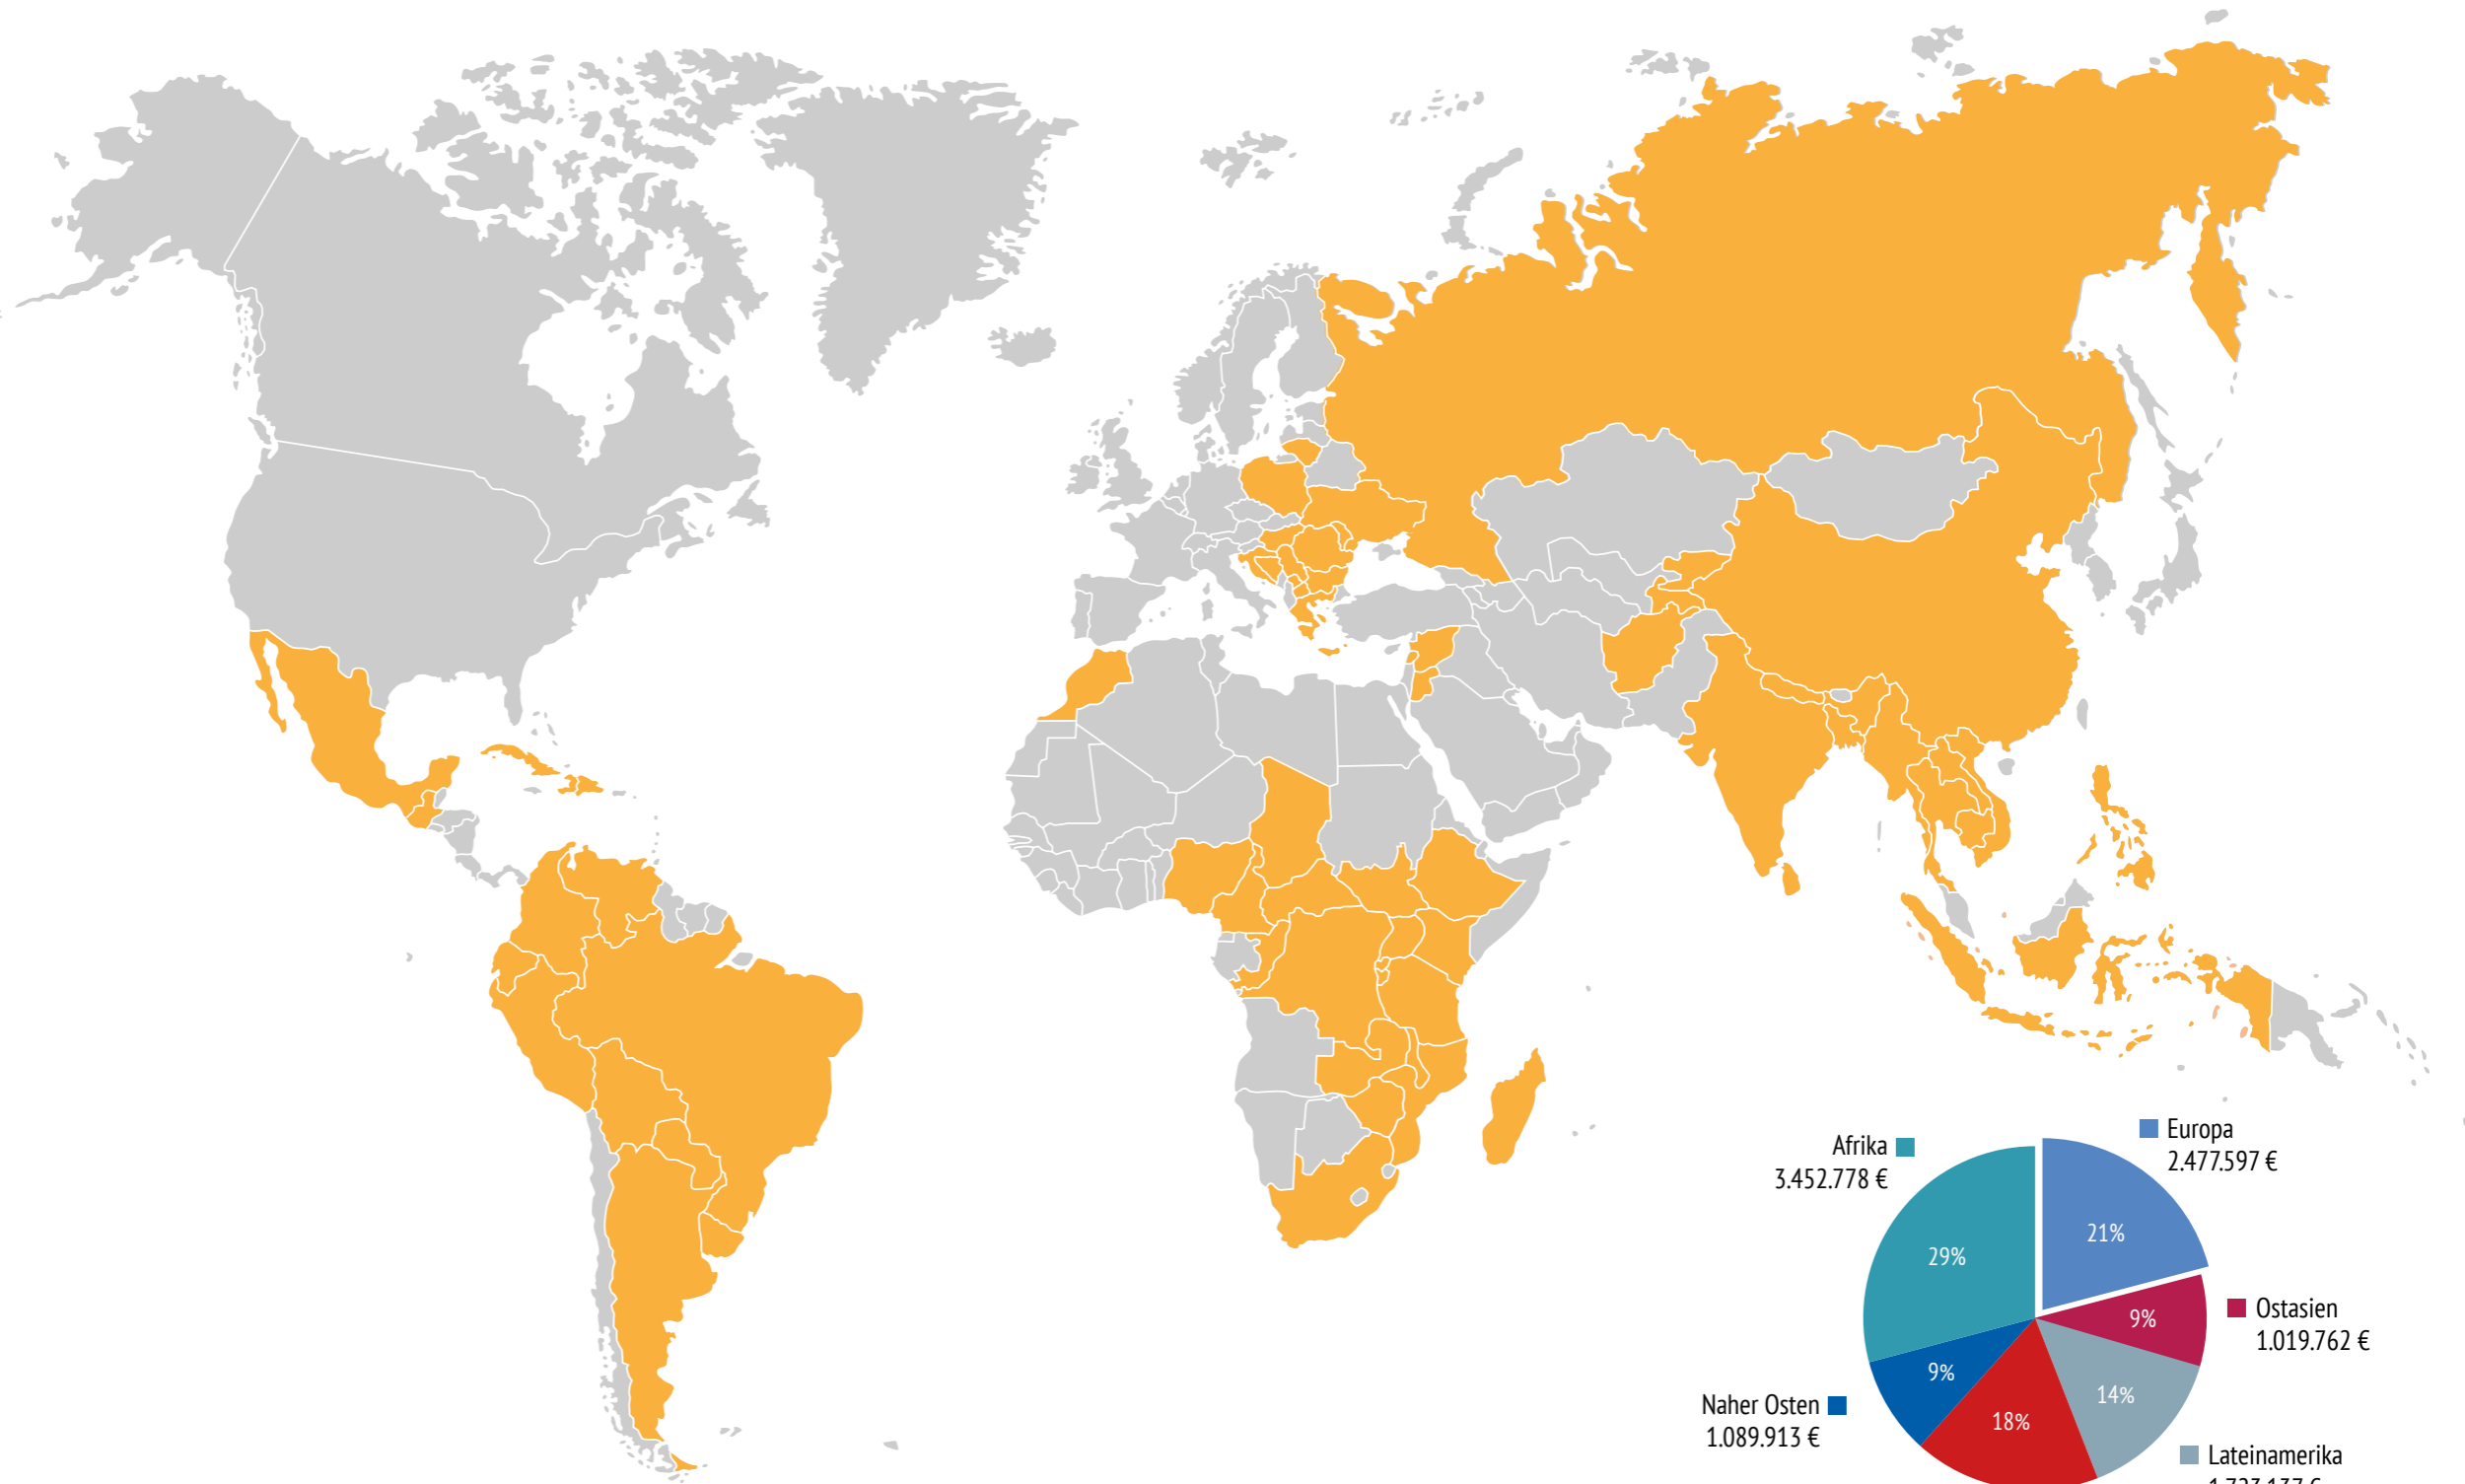 Europa
2.477.597 €
Afrika
3.452.778 €
21%
29%
Ostasien
1.019.762 €
9%
9%
14%
Naher Osten
1.089.913 €
18%
Lateinamerika